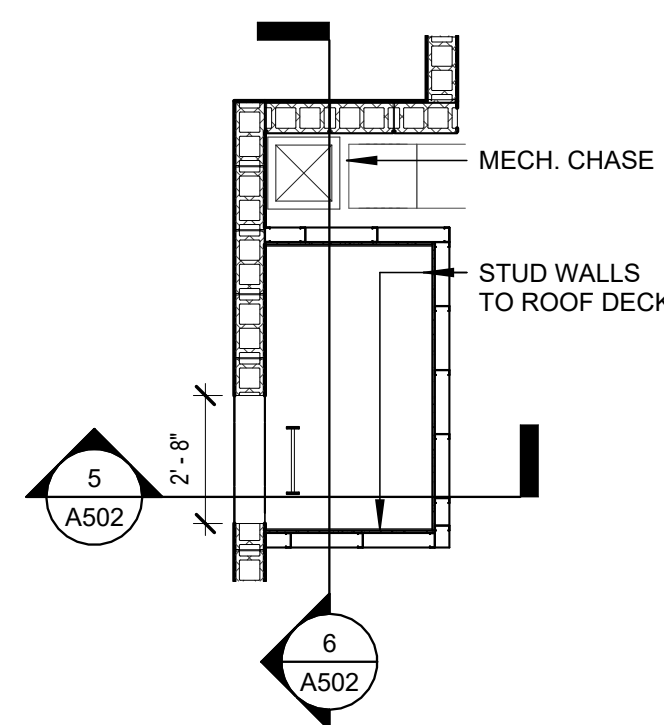 MECH. CHASE
STUD WALLS
TO ROOF DECK
2' - 8"
5
A502
6
A502